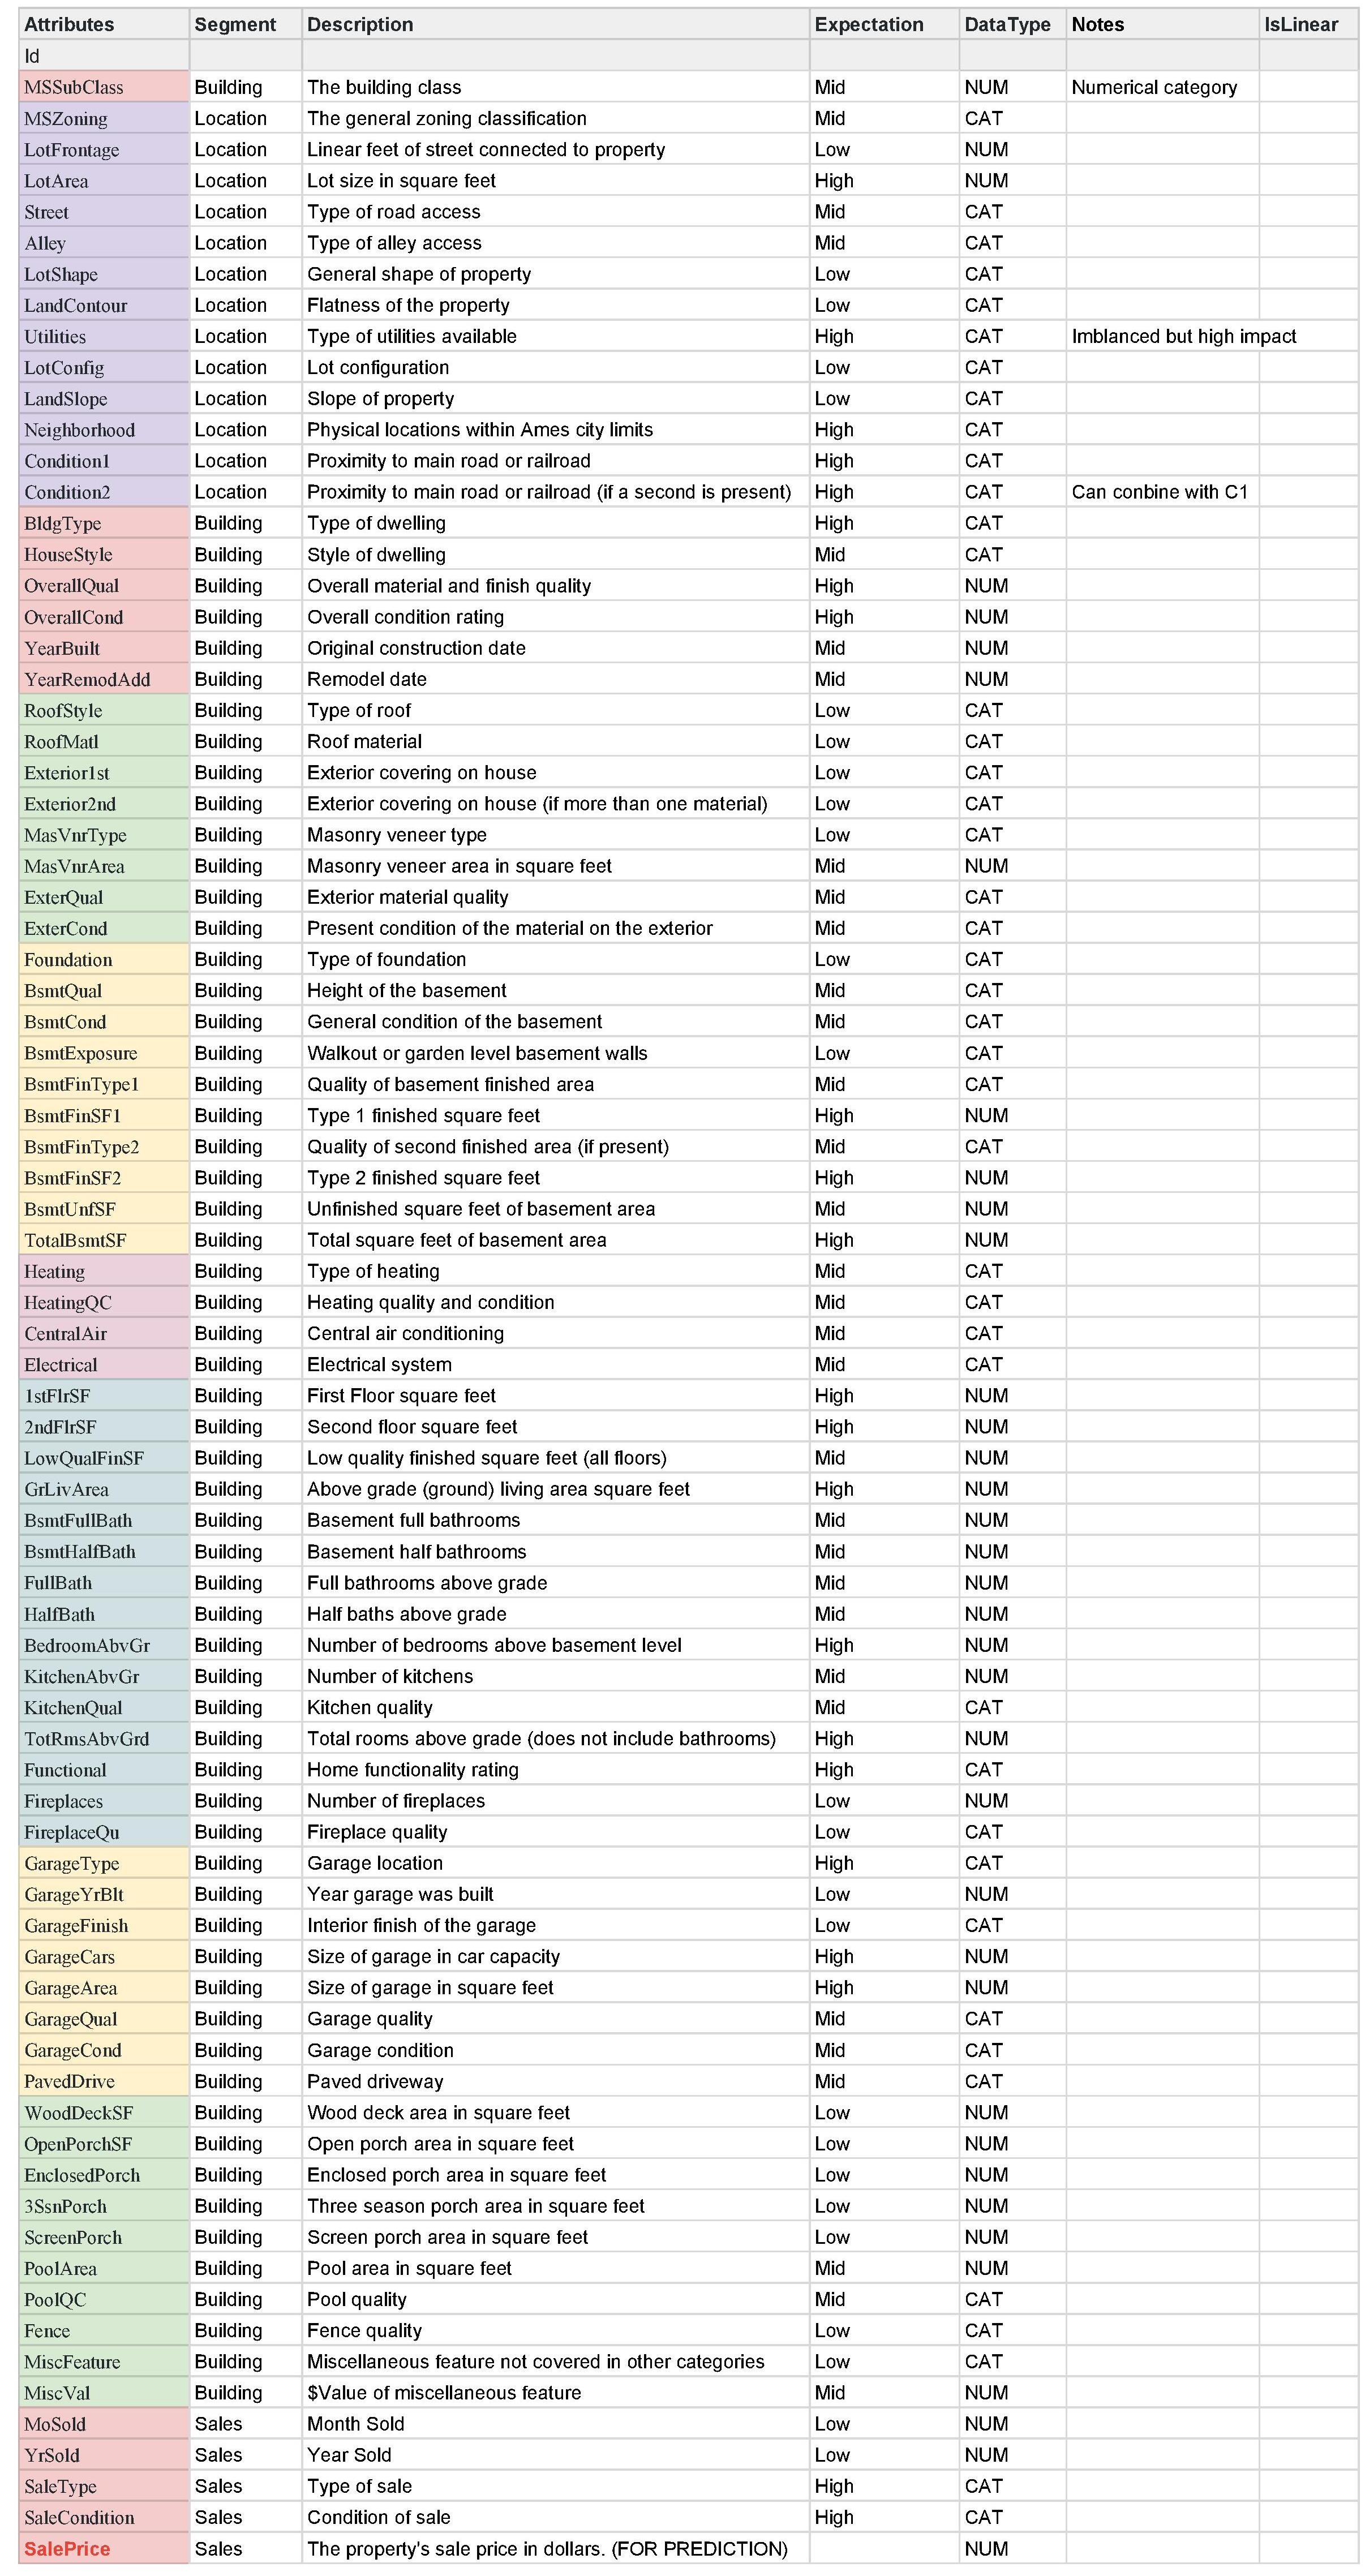 Attributes Segment Description Expectation DataType Notes IsLinear
Id
MSSubClass Building The building class Mid NUM Numerical category
MSZoning Location The general zoning classification Mid CAT
LotFrontage Location Linear feet of street connected to property Low NUM
LotArea Location Lot size in square feet High NUM
Street Location Type of road access Mid CAT
Alley Location Type of alley access Mid CAT
LotShape Location General shape of property Low CAT
LandContour Location Flatness of the property Low CAT
Utilities Location Type of utilities available High CAT Imblanced but high impact
LotConfig Location Lot configuration Low CAT
LandSlope Location Slope of property Low CAT
Neighborhood Location Physical locations within Ames city limits High CAT
Condition1 Location Proximity to main road or railroad High CAT
Condition2 Location Proximity to main road or railroad (if a second is present) High CAT Can conbine with C1
BldgType Building Type of dwelling High CAT
HouseStyle Building Style of dwelling Mid CAT
OverallQual Building Overall material and finish quality High NUM
OverallCond Building Overall condition rating High NUM
YearBuilt Building Original construction date Mid NUM
YearRemodAdd Building Remodel date Mid NUM
RoofStyle Building Type of roof Low CAT
RoofMatl Building Roof material Low CAT
Exterior1st Building Exterior covering on house Low CAT
Exterior2nd Building Exterior covering on house (if more than one material) Low CAT
MasVnrType Building Masonry veneer type Low CAT
MasVnrArea Building Masonry veneer area in square feet Mid NUM
ExterQual Building Exterior material quality Mid CAT
ExterCond Building Present condition of the material on the exterior Mid CAT
Foundation Building Type of foundation Low CAT
BsmtQual Building Height of the basement Mid CAT
BsmtCond Building General condition of the basement Mid CAT
BsmtExposure Building Walkout or garden level basement walls Low CAT
BsmtFinType1 Building Quality of basement finished area Mid CAT
BsmtFinSF1 Building Type 1 finished square feet High NUM
BsmtFinType2 Building Quality of second finished area (if present) Mid CAT
BsmtFinSF2 Building Type 2 finished square feet High NUM
BsmtUnfSF Building Unfinished square feet of basement area Mid NUM
TotalBsmtSF Building Total square feet of basement area High NUM
Heating Building Type of heating Mid CAT
HeatingQC Building Heating quality and condition Mid CAT
CentralAir Building Central air conditioning Mid CAT
Electrical Building Electrical system Mid CAT
1stFlrSF Building First Floor square feet High NUM
2ndFlrSF Building Second floor square feet High NUM
LowQualFinSF Building Low quality finished square feet (all floors) Mid NUM
GrLivArea Building Above grade (ground) living area square feet High NUM
BsmtFullBath Building Basement full bathrooms Mid NUM
BsmtHalfBath Building Basement half bathrooms Mid NUM
FullBath Building Full bathrooms above grade Mid NUM
HalfBath Building Half baths above grade Mid NUM
BedroomAbvGr Building Number of bedrooms above basement level High NUM
KitchenAbvGr Building Number of kitchens Mid NUM
KitchenQual Building Kitchen quality Mid CAT
TotRmsAbvGrd Building Total rooms above grade (does not include bathrooms) High NUM
Functional Building Home functionality rating High CAT
Fireplaces Building Number of fireplaces Low NUM
FireplaceQu Building Fireplace quality Low CAT
GarageType Building Garage location High CAT
GarageYrBlt Building Year garage was built Low NUM
GarageFinish Building Interior finish of the garage Low CAT
GarageCars Building Size of garage in car capacity High NUM
GarageArea Building Size of garage in square feet High NUM
GarageQual Building Garage quality Mid CAT
GarageCond Building Garage condition Mid CAT
PavedDrive Building Paved driveway Mid CAT
WoodDeckSF Building Wood deck area in square feet Low NUM
OpenPorchSF Building Open porch area in square feet Low NUM
EnclosedPorch Building Enclosed porch area in square feet Low NUM
3SsnPorch Building Three season porch area in square feet Low NUM
ScreenPorch Building Screen porch area in square feet Low NUM
PoolArea Building Pool area in square feet Mid NUM
PoolQC Building Pool quality Mid CAT
Fence Building Fence quality Low CAT
MiscFeature Building Miscellaneous feature not covered in other categories Low CAT
MiscVal Building $Value of miscellaneous feature Mid NUM
MoSold Sales Month Sold Low NUM
YrSold Sales Year Sold Low NUM
SaleType Sales Type of sale High CAT
SaleCondition Sales Condition of sale High CAT
SalePrice Sales The property's sale price in dollars. (FOR PREDICTION) NUM